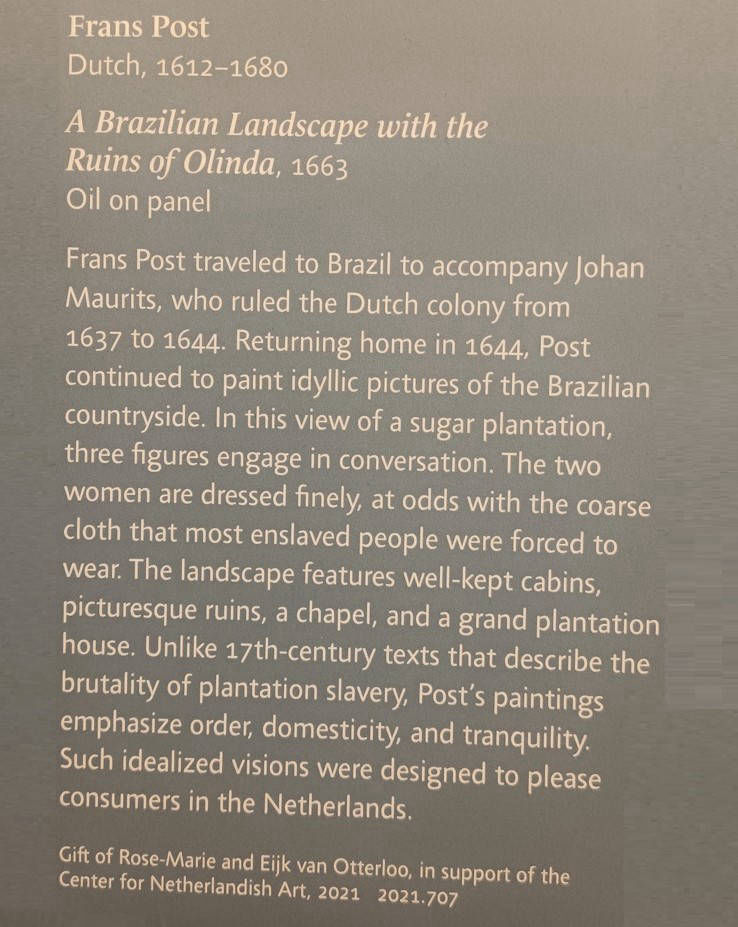 Frans Post
Dutch, 1612–1680
A Brazilian Landscape with the
Ruins of Olinda, 1663
Oil on panel
Frans Post traveled to Brazil to accompany Johan
Maurits, who ruled the Dutch colony from
1637 to 1644. Returning home in 1644, Post
continued to paint idyllic pictures of the Brazilian
countryside. In this view of a sugar plantation,
three figures engage in conversation. The two
women are dressed finely, at odds with the coarse
cloth that most enslaved people were forced to
wear. The landscape features well-kept cabins,
picturesque ruins, a chapel, and a grand plantation
house. Unlike 17th-century texts that describe the
brutality of plantation slavery, Post's paintings
emphasize order, domesticity, and tranquility.
Such idealized visions were designed to please
consumers in the Netherlands.
Gift of Rose-Marie and Eijk van Otterloo, in support of the
Center for Netherlandish Art, 2021 2021.707